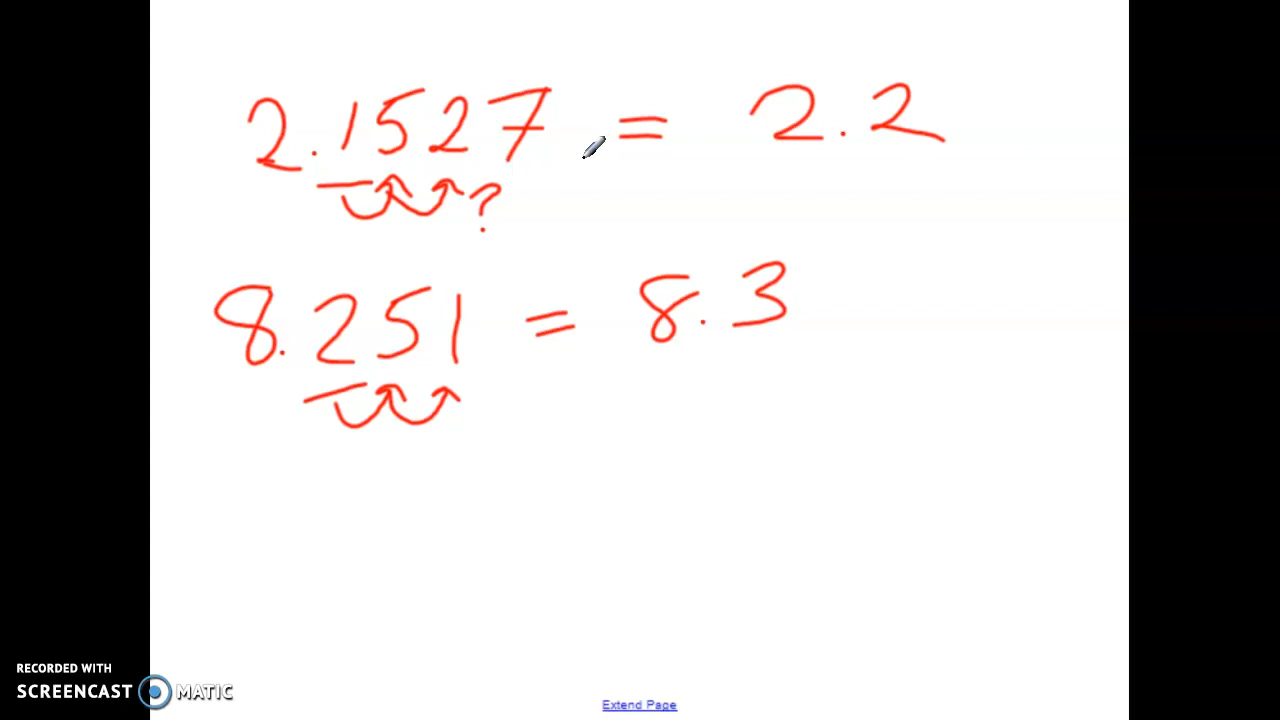 2.1527 = 2.2
?
8.251 = 8.3
RECORDED WITH
SCREENCAST MATIC
Extend Page